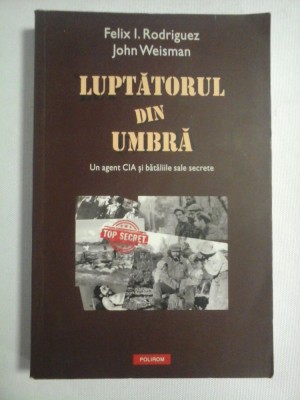 Felix I. Rodriguez
John Weisman
LUPTĂTORUL
DIN
UMBRĂ
Un agent CIA și bătăliile sale secrete
TOP SECRET
POLIROM